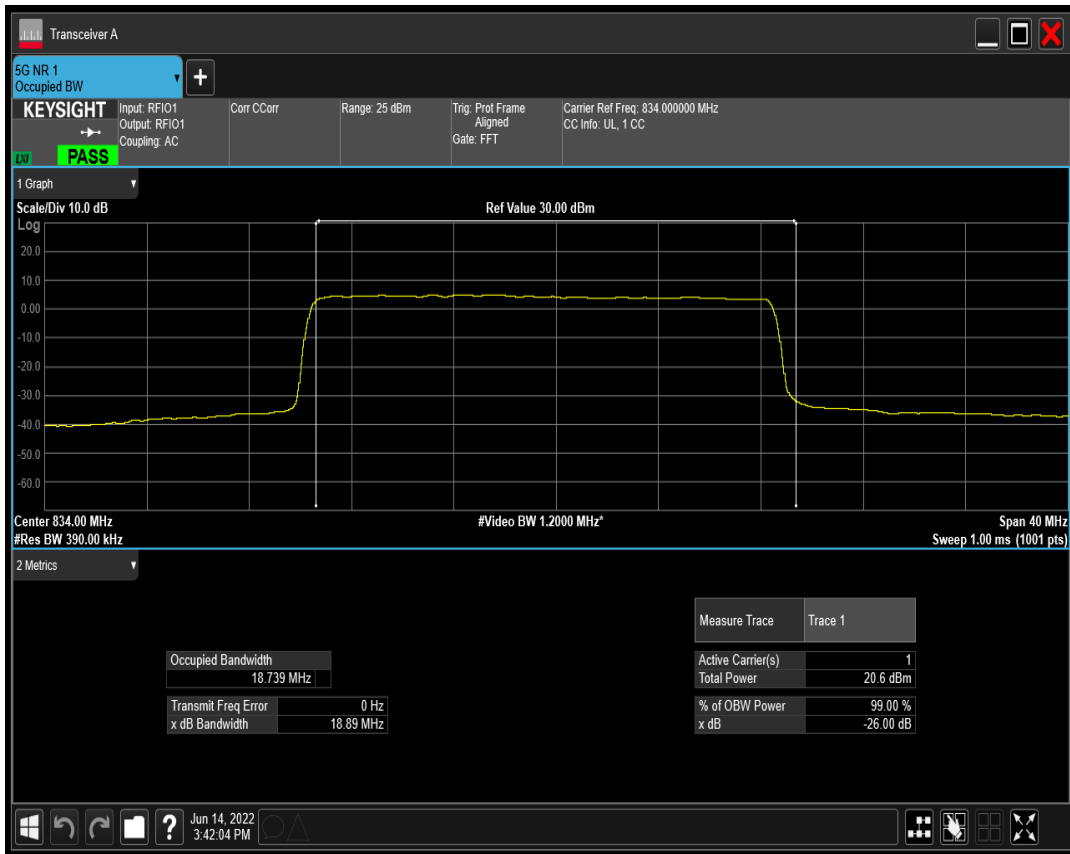 Transceiver A
5G NR 1
Occupied BW
+
KEYSIGHT
LXI
PASS
Input: RFIO1
Output: RFIO1
Coupling: AC
Corr CCorr
Range: 25 dBm
Trig: Prot Frame
Aligned
Gate: FFT
Carrier Ref Freq: 834.000000 MHz
CC Info: UL, 1 CC
1 Graph
Scale/Div 10.0 dB
Ref Value 30.00 dBm
Log
20.0
10.0
0.00
-10.0
-20.0
-30.0
-40.0
-50.0
-60.0
Center 834.00 MHz
#Video BW 1.2000 MHz*
Span 40 MHz
#Res BW 390.00 kHz
Sweep 1.00 ms (1001 pts)
2 Metrics
Measure Trace Trace 1
Occupied Bandwidth
18.739 MHz
Active Carrier(s) 1
Total Power 20.6 dBm
Transmit Freq Error 0 Hz
x dB Bandwidth 18.89 MHz
% of OBW Power 99.00 %
x dB -26.00 dB
?
Jun 14, 2022
3:42:04 PM